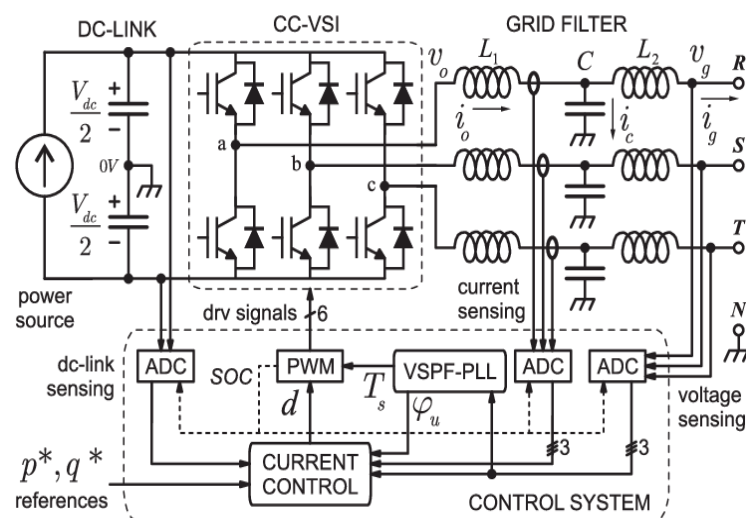 DC-LINK
CC-VSI
GRID FILTER
V_dc/2
+
−
0V
V_dc/2
+
−
power
source
a
b
c
v_o
L_1
C
L_2
v_g
R
i_o
i_c
i_g
S
T
N
drv signals
6
current
sensing
dc-link
sensing
ADC
SOC
PWM
T_s
VSPF-PLL
ADC
ADC
voltage
sensing
d
φ_u
3
3
p*, q*
references
CURRENT
CONTROL
CONTROL SYSTEM